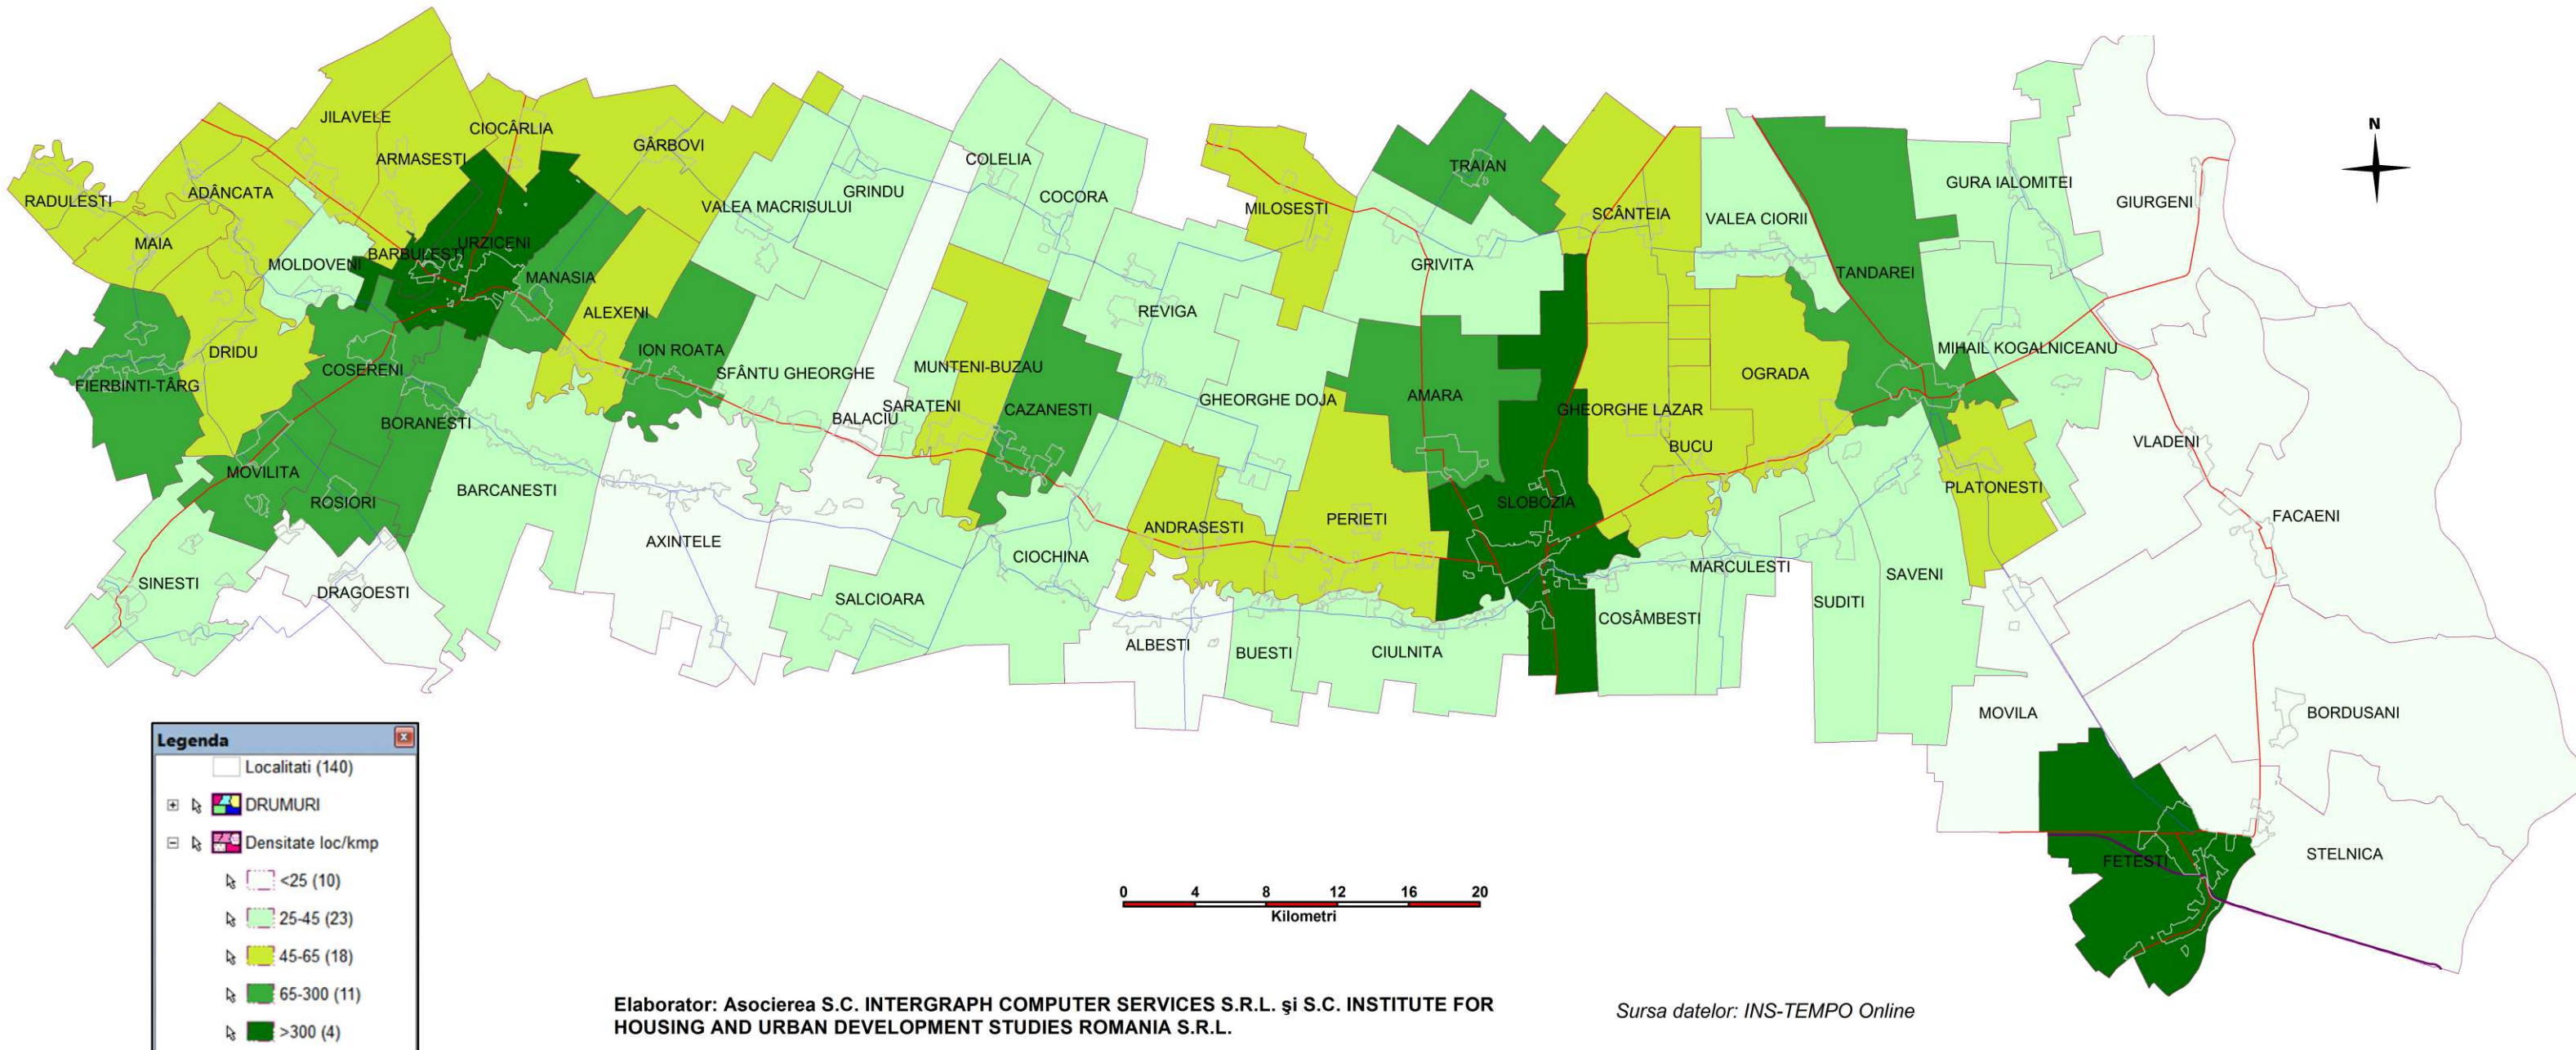 JILAVELE
CIOCÂRLIA
N
GÂRBOVI
ARMASESTI
COLELIA
TRAIAN
GURA IALOMITEI
ADÂNCATA
GRINDU
COCORA
RADULESTI
GIURGENI
VALEA MACRISULUI
MILOSESTI
SCÂNTEIA
VALEA CIORII
MAIA
URZICENI
BARBULESTI
MOLDOVENI
MANASIA
GRIVITA
TANDAREI
ALEXENI
REVIGA
ION ROATA
DRIDU
MIHAIL KOGALNICEANU
COSERENI
SFÂNTU GHEORGHE
MUNTENI-BUZAU
OGRADA
FIERBINTI-TÂRG
GHEORGHE DOJA
AMARA
SARATENI
CAZANESTI
GHEORGHE LAZAR
BALACIU
BORANESTI
BUCU
VLADENI
MOVILITA
BARCANESTI
PLATONESTI
ROSIORI
SLOBOZIA
FACAENI
PERIETI
ANDRASESTI
AXINTELE
CIOCHINA
MARCULESTI
SAVENI
SINESTI
DRAGOESTI
SALCIOARA
SUDITI
COSÂMBESTI
ALBESTI
BUESTI
CIULNITA
MOVILA
BORDUSANI
STELNICA
FETESTI
Legenda
Localitati (140)
DRUMURI
Densitate loc/kmp
<25 (10)
25-45 (23)
45-65 (18)
65-300 (11)
>300 (4)
0 4 8 12 16 20
Kilometri
Elaborator: Asocierea S.C. INTERGRAPH COMPUTER SERVICES S.R.L. şi S.C. INSTITUTE FOR
HOUSING AND URBAN DEVELOPMENT STUDIES ROMANIA S.R.L.
Sursa datelor: INS-TEMPO Online